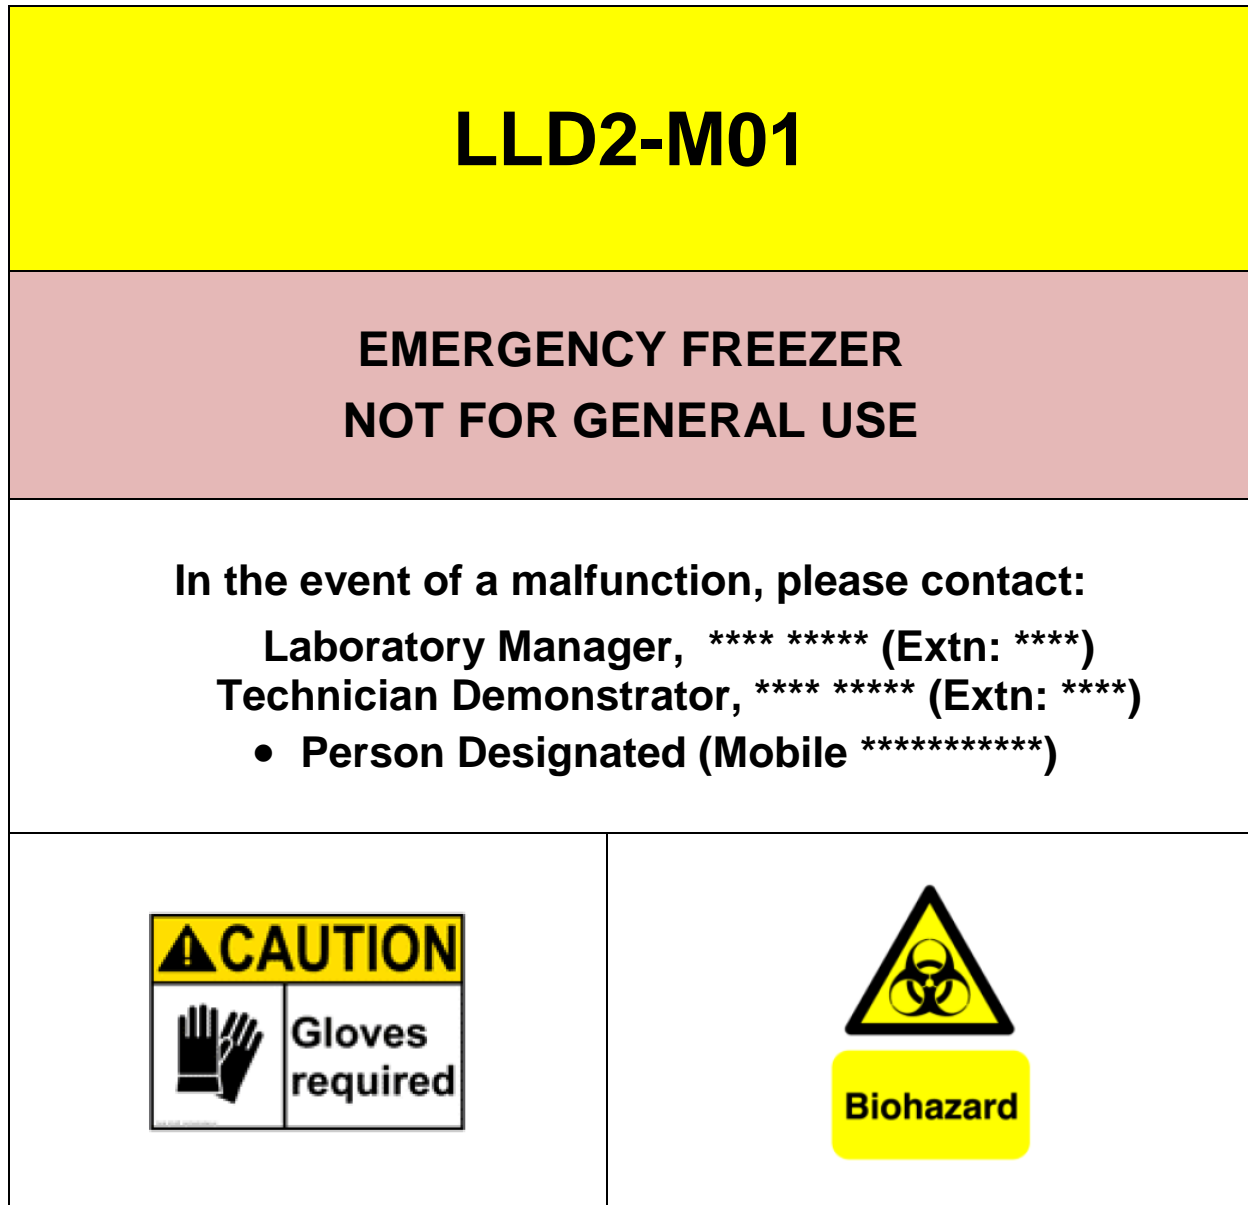 LLD2-M01
EMERGENCY FREEZER
NOT FOR GENERAL USE
In the event of a malfunction, please contact:
Laboratory Manager, **** ***** (Extn: ****)
Technician Demonstrator, **** ***** (Extn: ****)
• Person Designated (Mobile ***********)
CAUTION
Gloves
required
Biohazard